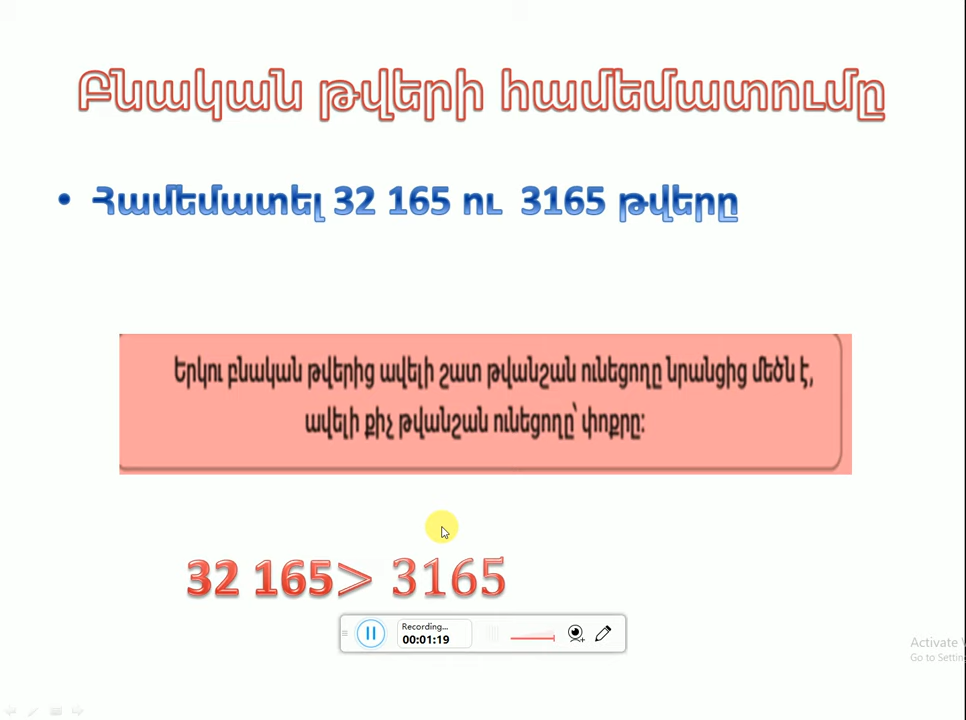 Բնական թվերի համեմատումը
• Համեմատել 32 165 ու 3165 թվերը
Երկու բնական թվերից ավելի շատ թվանշան ունեցողը նրանցից մեծն է,
ավելի քիչ թվանշան ունեցողը՝ փոքրը:
32 165> 3165
Recording...
00:01:19
Activate
Go to Settin